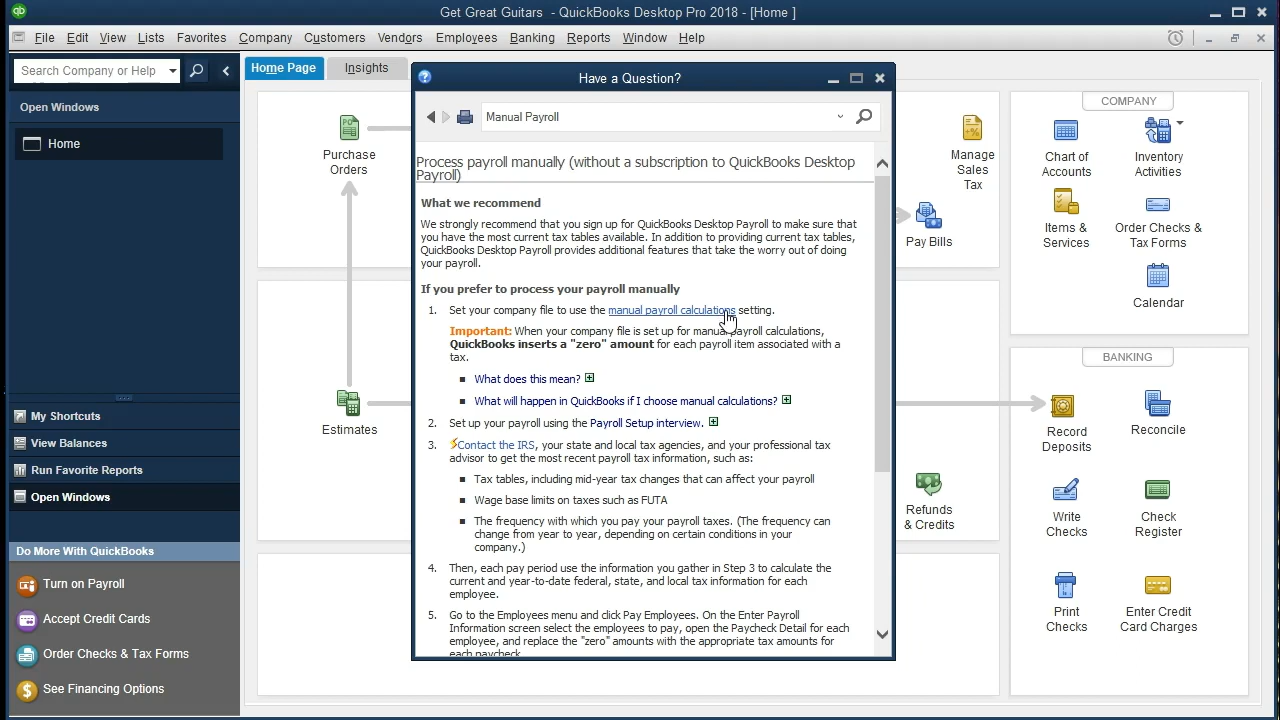 qb
Get Great Guitars - QuickBooks Desktop Pro 2018 - [Home ]
File Edit View Lists Favorites Company Customers Vendors Employees Banking Reports Window Help
Search Company or Help
Open Windows
Home
My Shortcuts
View Balances
Run Favorite Reports
Open Windows
Do More With QuickBooks
Turn on Payroll
Accept Credit Cards
Order Checks & Tax Forms
See Financing Options
Home Page Insights
Purchase
Orders
Estimates
Have a Question?
Manual Payroll
Process payroll manually (without a subscription to QuickBooks Desktop
Payroll)
What we recommend
We strongly recommend that you sign up for QuickBooks Desktop Payroll to make sure that
you have the most current tax tables available. In addition to providing current tax tables,
QuickBooks Desktop Payroll provides additional features that take the worry out of doing
your payroll.
If you prefer to process your payroll manually
1. Set your company file to use the manual payroll calculations setting.
Important: When your company file is set up for manual payroll calculations,
QuickBooks inserts a "zero" amount for each payroll item associated with a
tax.
What does this mean?
What will happen in QuickBooks if I choose manual calculations?
2. Set up your payroll using the Payroll Setup interview.
3. Contact the IRS, your state and local tax agencies, and your professional tax
advisor to get the most recent payroll tax information, such as:
Tax tables, including mid-year tax changes that can affect your payroll
Wage base limits on taxes such as FUTA
The frequency with which you pay your payroll taxes. (The frequency can
change from year to year, depending on certain conditions in your
company.)
4. Then, each pay period use the information you gather in Step 3 to calculate the
current and year-to-date federal, state, and local tax information for each
employee.
5. Go to the Employees menu and click Pay Employees. On the Enter Payroll
Information screen select the employees to pay, open the Paycheck Detail for each
employee, and replace the "zero" amounts with the appropriate tax amounts for
each paycheck
Manage
Sales
Tax
Pay Bills
Refunds
& Credits
COMPANY
Chart of
Accounts
Inventory
Activities
Items &
Services
Order Checks &
Tax Forms
Calendar
BANKING
Record
Deposits
Reconcile
Write
Checks
Check
Register
Print
Checks
Enter Credit
Card Charges